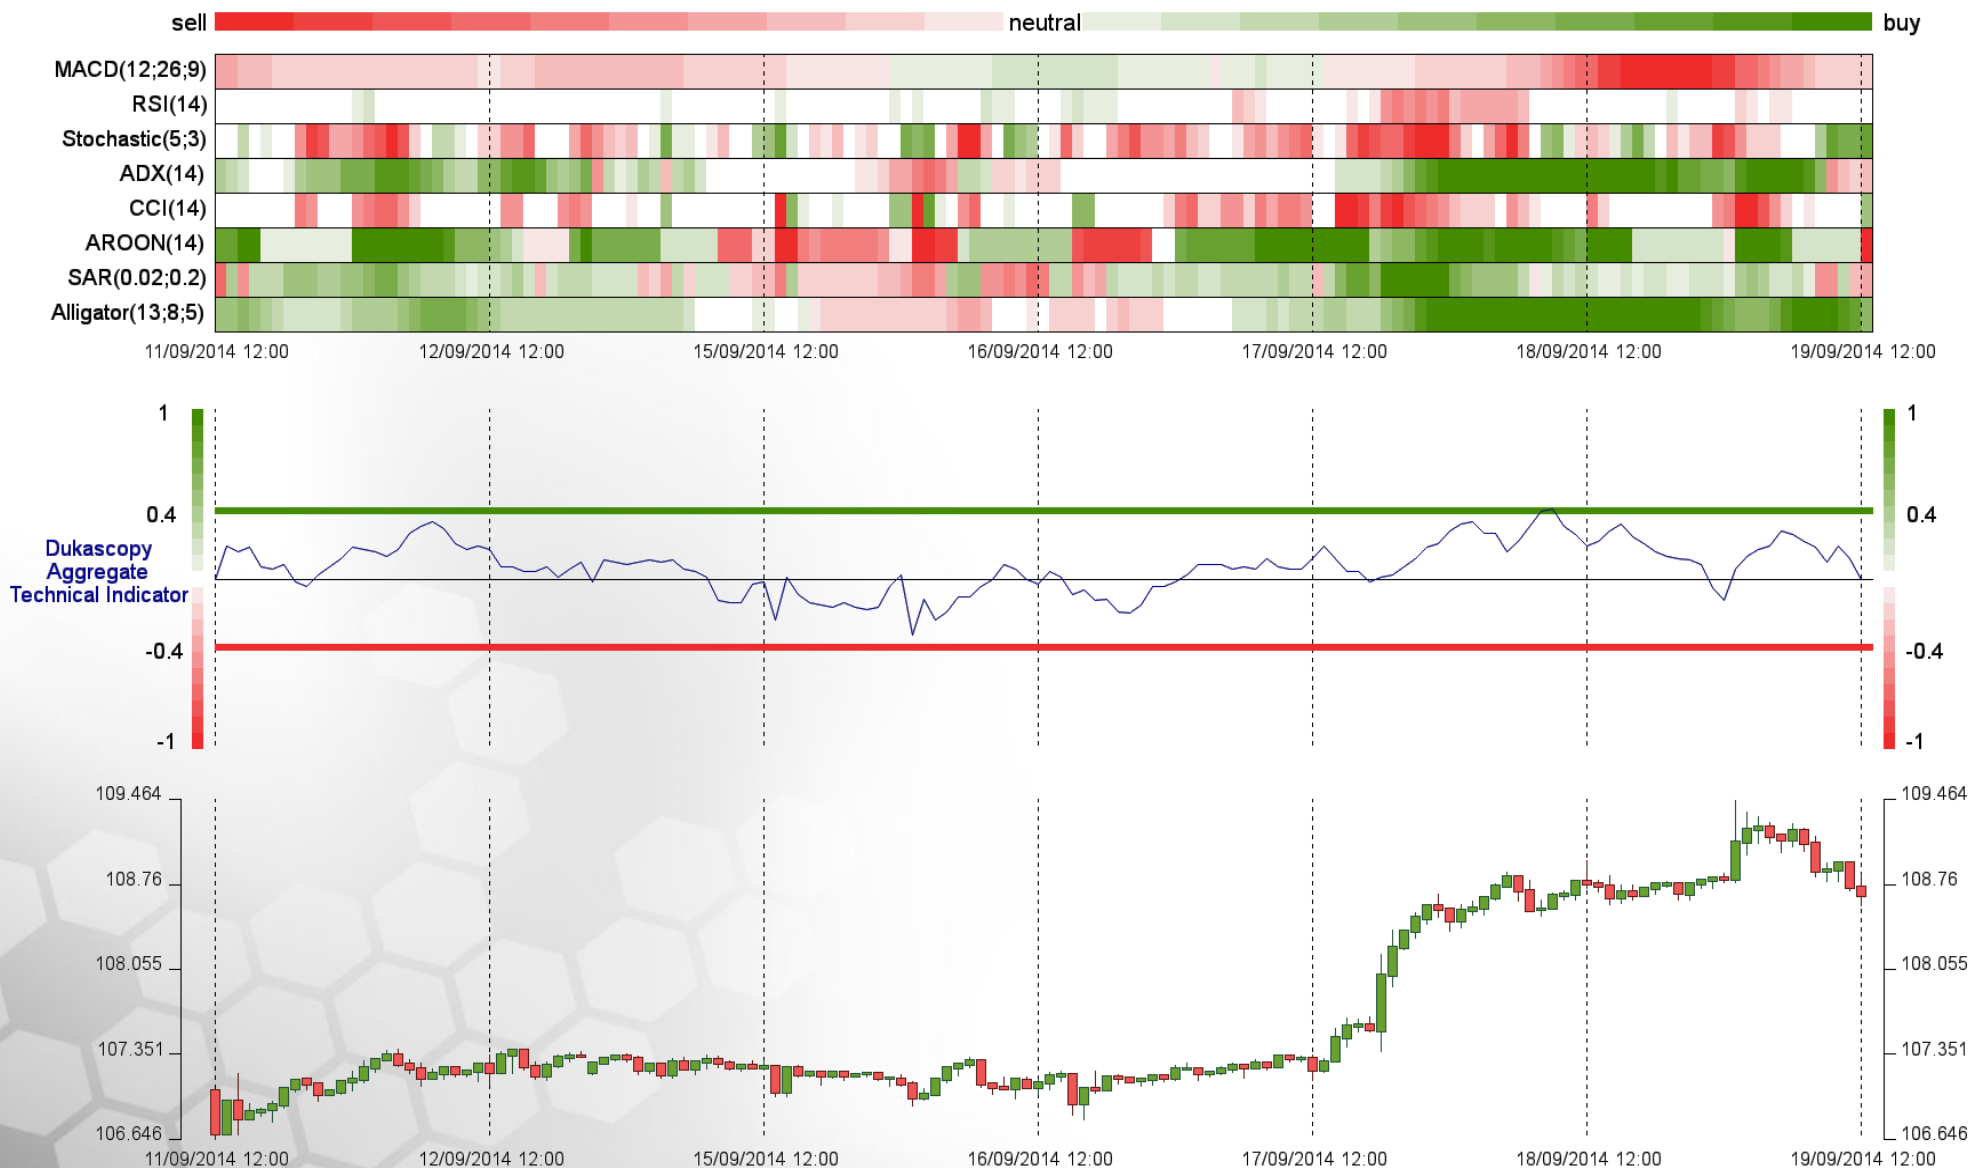 sell neutral buy
MACD(12;26;9)
RSI(14)
Stochastic(5;3)
ADX(14)
CCI(14)
AROON(14)
SAR(0.02;0.2)
Alligator(13;8;5)
11/09/2014 12:00 12/09/2014 12:00 15/09/2014 12:00 16/09/2014 12:00 17/09/2014 12:00 18/09/2014 12:00 19/09/2014 12:00
1 1
0.4 0.4
Dukascopy
Aggregate
Technical Indicator
-0.4 -0.4
-1 -1
109.464 109.464
108.76 108.76
108.055 108.055
107.351 107.351
106.646 106.646
11/09/2014 12:00 12/09/2014 12:00 15/09/2014 12:00 16/09/2014 12:00 17/09/2014 12:00 18/09/2014 12:00 19/09/2014 12:00